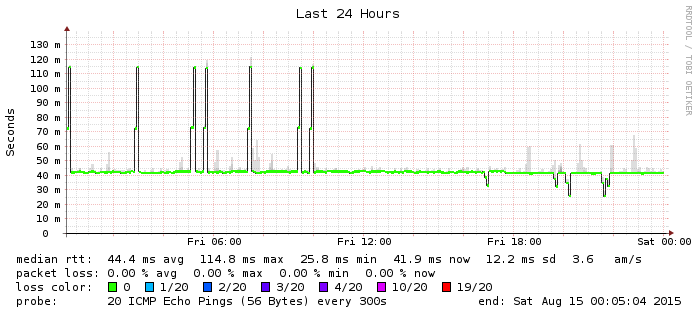 Last 24 Hours
RRDTOOL / TOBI OETIKER
Seconds
130 m
120 m
110 m
100 m
90 m
80 m
70 m
60 m
50 m
40 m
30 m
20 m
10 m
0
Fri 06:00 Fri 12:00 Fri 18:00 Sat 00:00
median rtt: 44.4 ms avg 114.8 ms max 25.8 ms min 41.9 ms now 12.2 ms sd 3.6 am/s
packet loss: 0.00 % avg 0.00 % max 0.00 % min 0.00 % now
loss color: 0 1/20 2/20 3/20 4/20 10/20 19/20
probe: 20 ICMP Echo Pings (56 Bytes) every 300s end: Sat Aug 15 00:05:04 2015